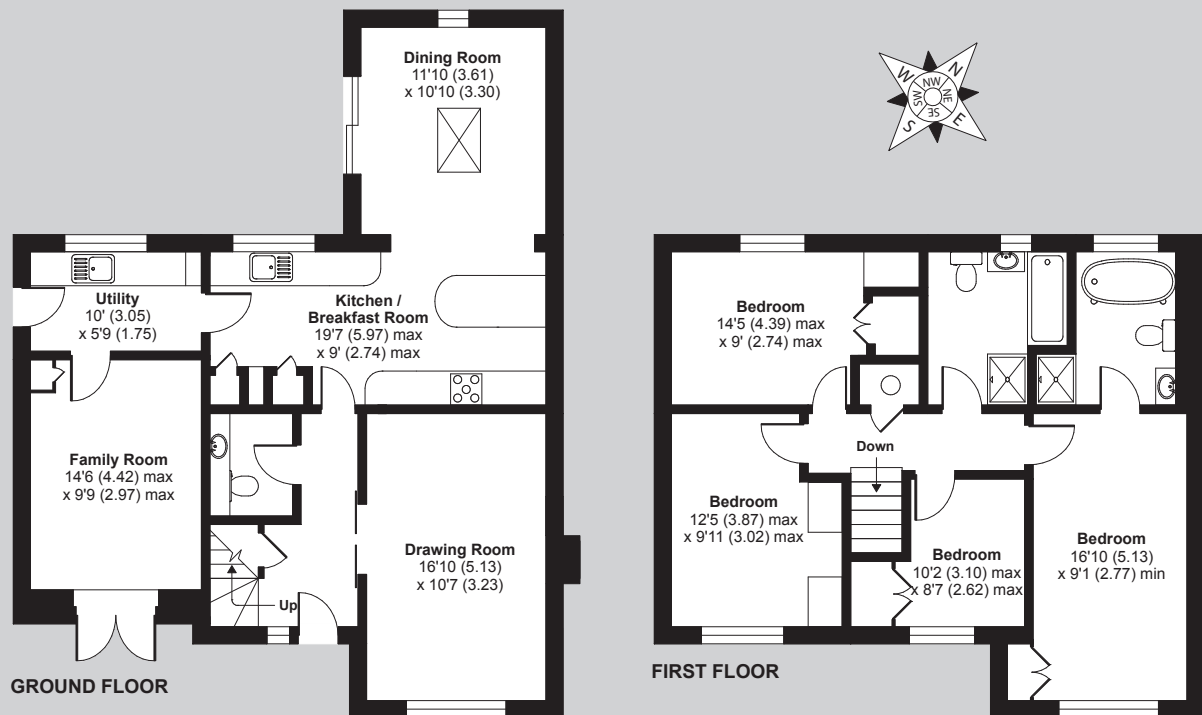 Dining Room
11'10 (3.61)
x 10'10 (3.30)
N
NW
W
NE
SW
E
SE
S
Utility
10' (3.05)
x 5'9 (1.75)
Kitchen /
Breakfast Room
19'7 (5.97) max
x 9' (2.74) max
Family Room
14'6 (4.42) max
x 9'9 (2.97) max
Drawing Room
16'10 (5.13)
x 10'7 (3.23)
Up
GROUND FLOOR
Bedroom
14'5 (4.39) max
x 9' (2.74) max
Down
Bedroom
12'5 (3.87) max
x 9'11 (3.02) max
Bedroom
10'2 (3.10) max
x 8'7 (2.62) max
Bedroom
16'10 (5.13)
x 9'1 (2.77) min
FIRST FLOOR